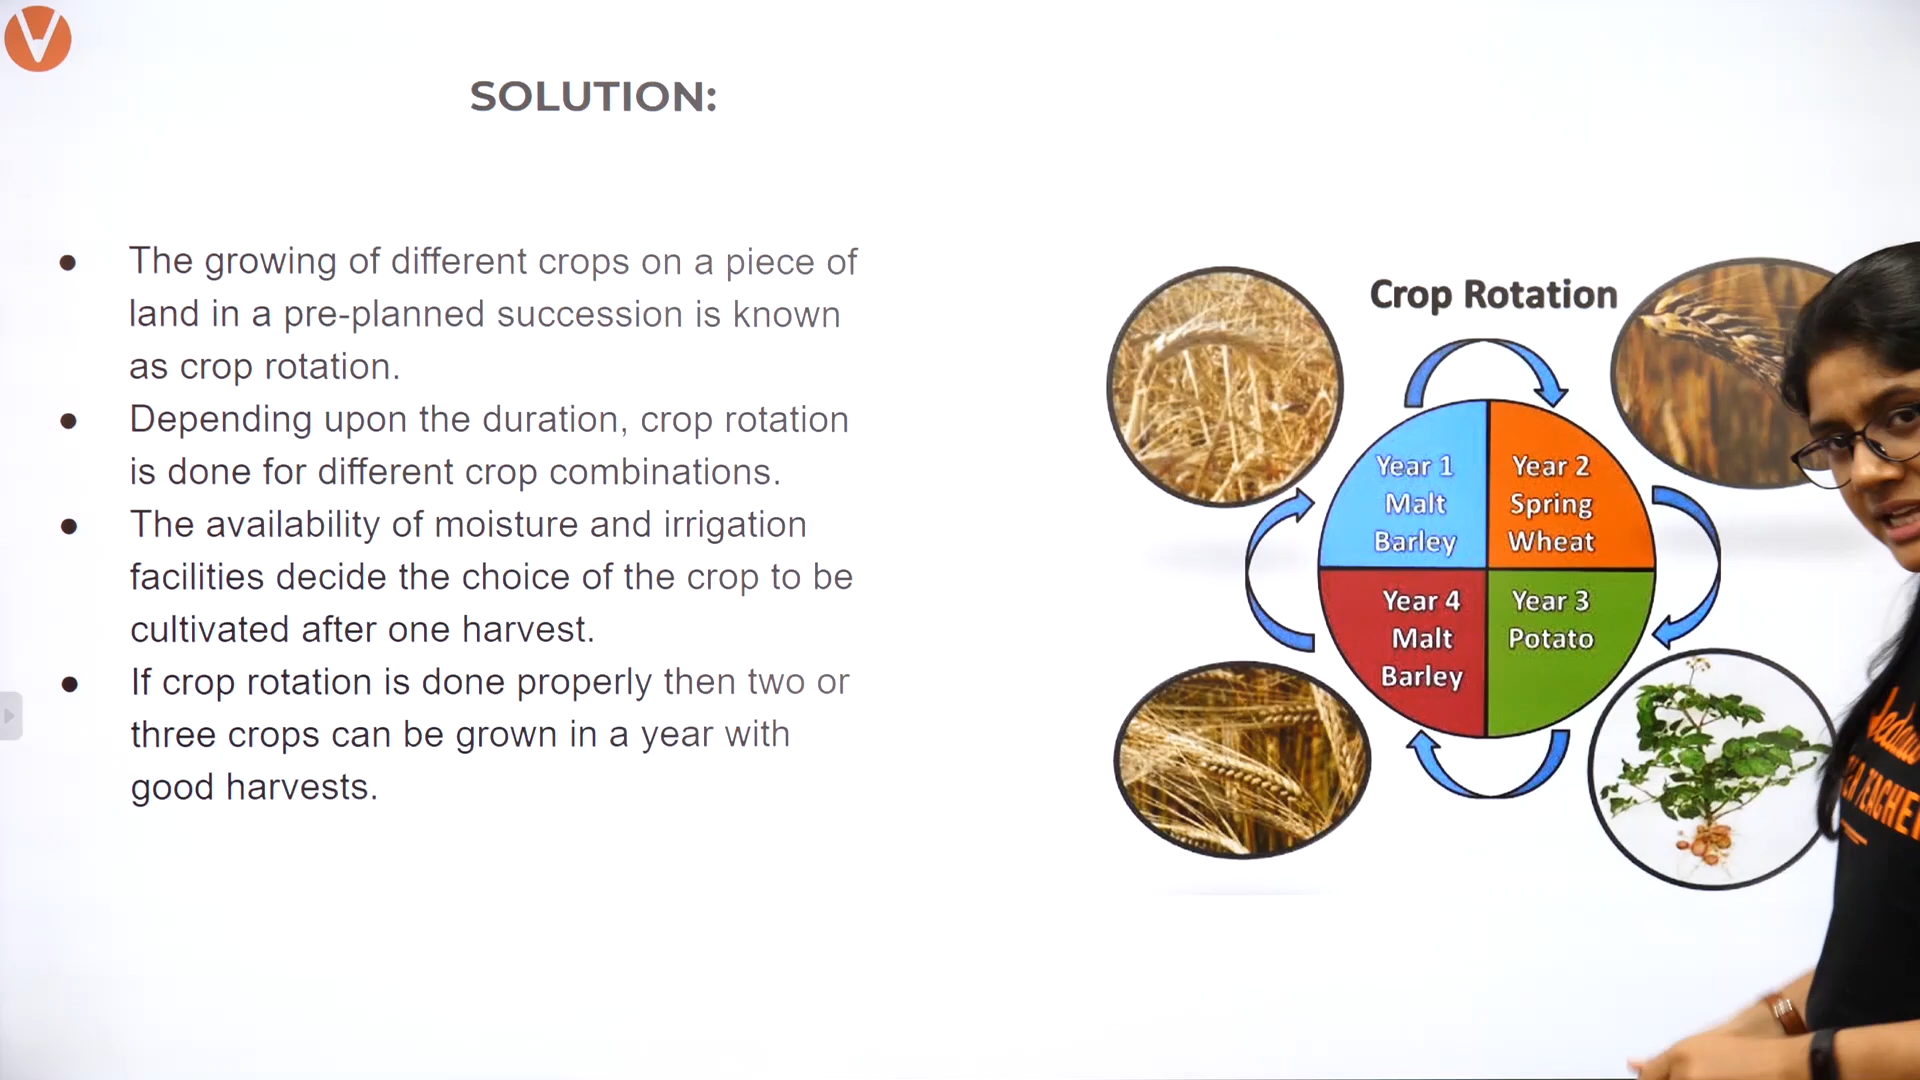 SOLUTION:
● The growing of different crops on a piece of
land in a pre-planned succession is known
as crop rotation.
● Depending upon the duration, crop rotation
is done for different crop combinations.
● The availability of moisture and irrigation
facilities decide the choice of the crop to be
cultivated after one harvest.
● If crop rotation is done properly then two or
three crops can be grown in a year with
good harvests.
Crop Rotation
Year 1
Malt
Barley
Year 2
Spring
Wheat
Year 4
Malt
Barley
Year 3
Potato